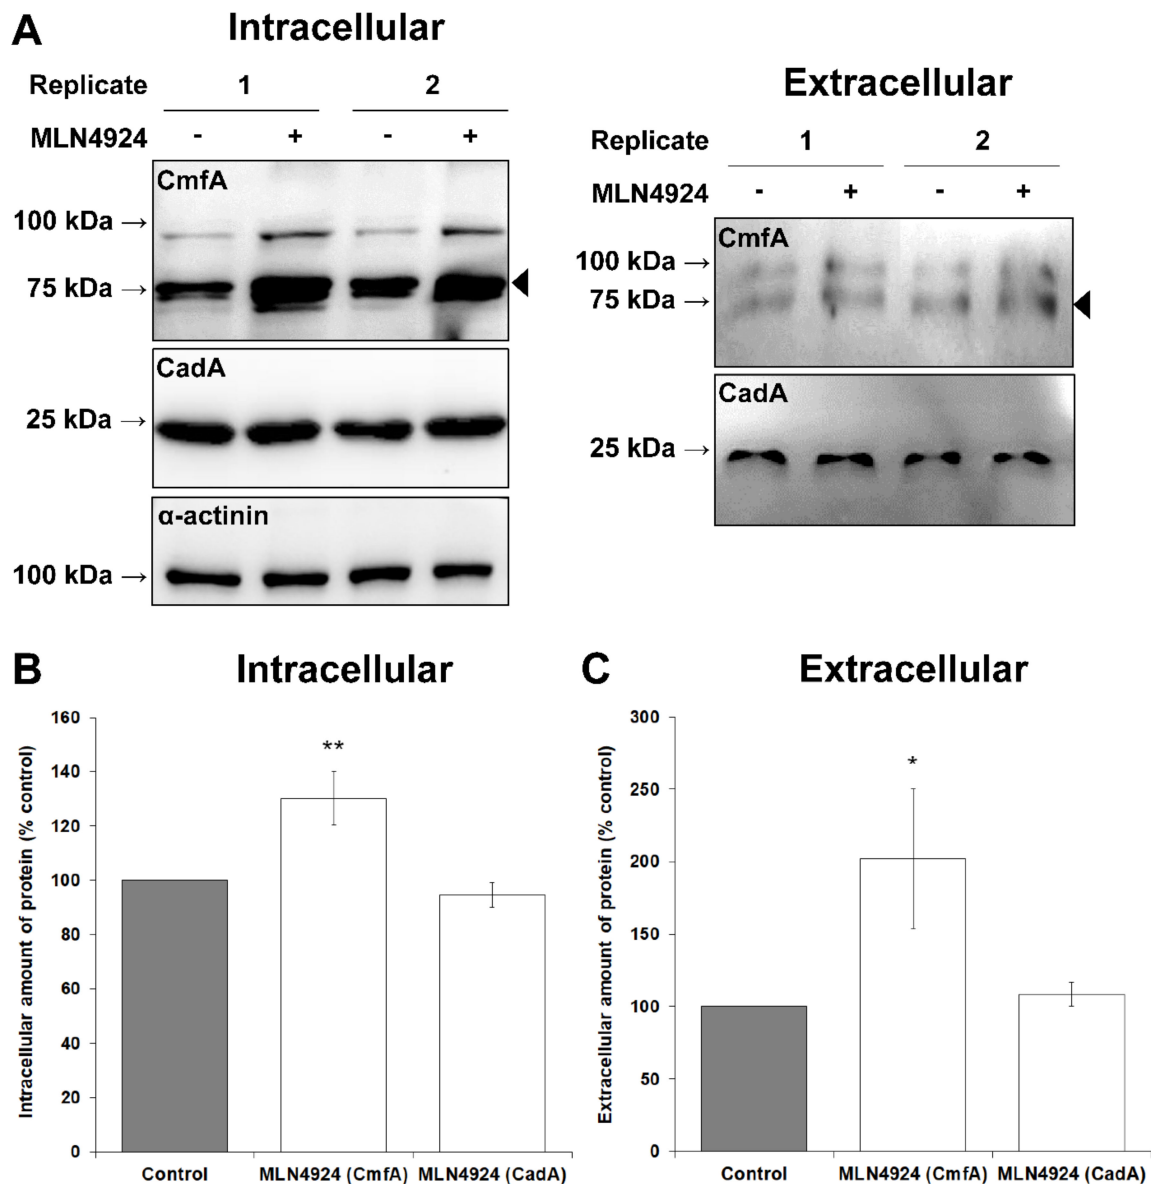 A
Intracellular
Replicate 1 2
MLN4924 - + - +
CmfA
100 kDa →
75 kDa →
CadA
25 kDa →
α-actinin
100 kDa →
Extracellular
Replicate 1 2
MLN4924 - + - +
CmfA
100 kDa →
75 kDa →
CadA
25 kDa →
B Intracellular
Intracellular amount of protein (% control)
160
140
120
100
80
60
40
20
0
**
Control MLN4924 (CmfA) MLN4924 (CadA)
C Extracellular
Extracellular amount of protein (% control)
300
250
200
150
100
50
0
*
Control MLN4924 (CmfA) MLN4924 (CadA)